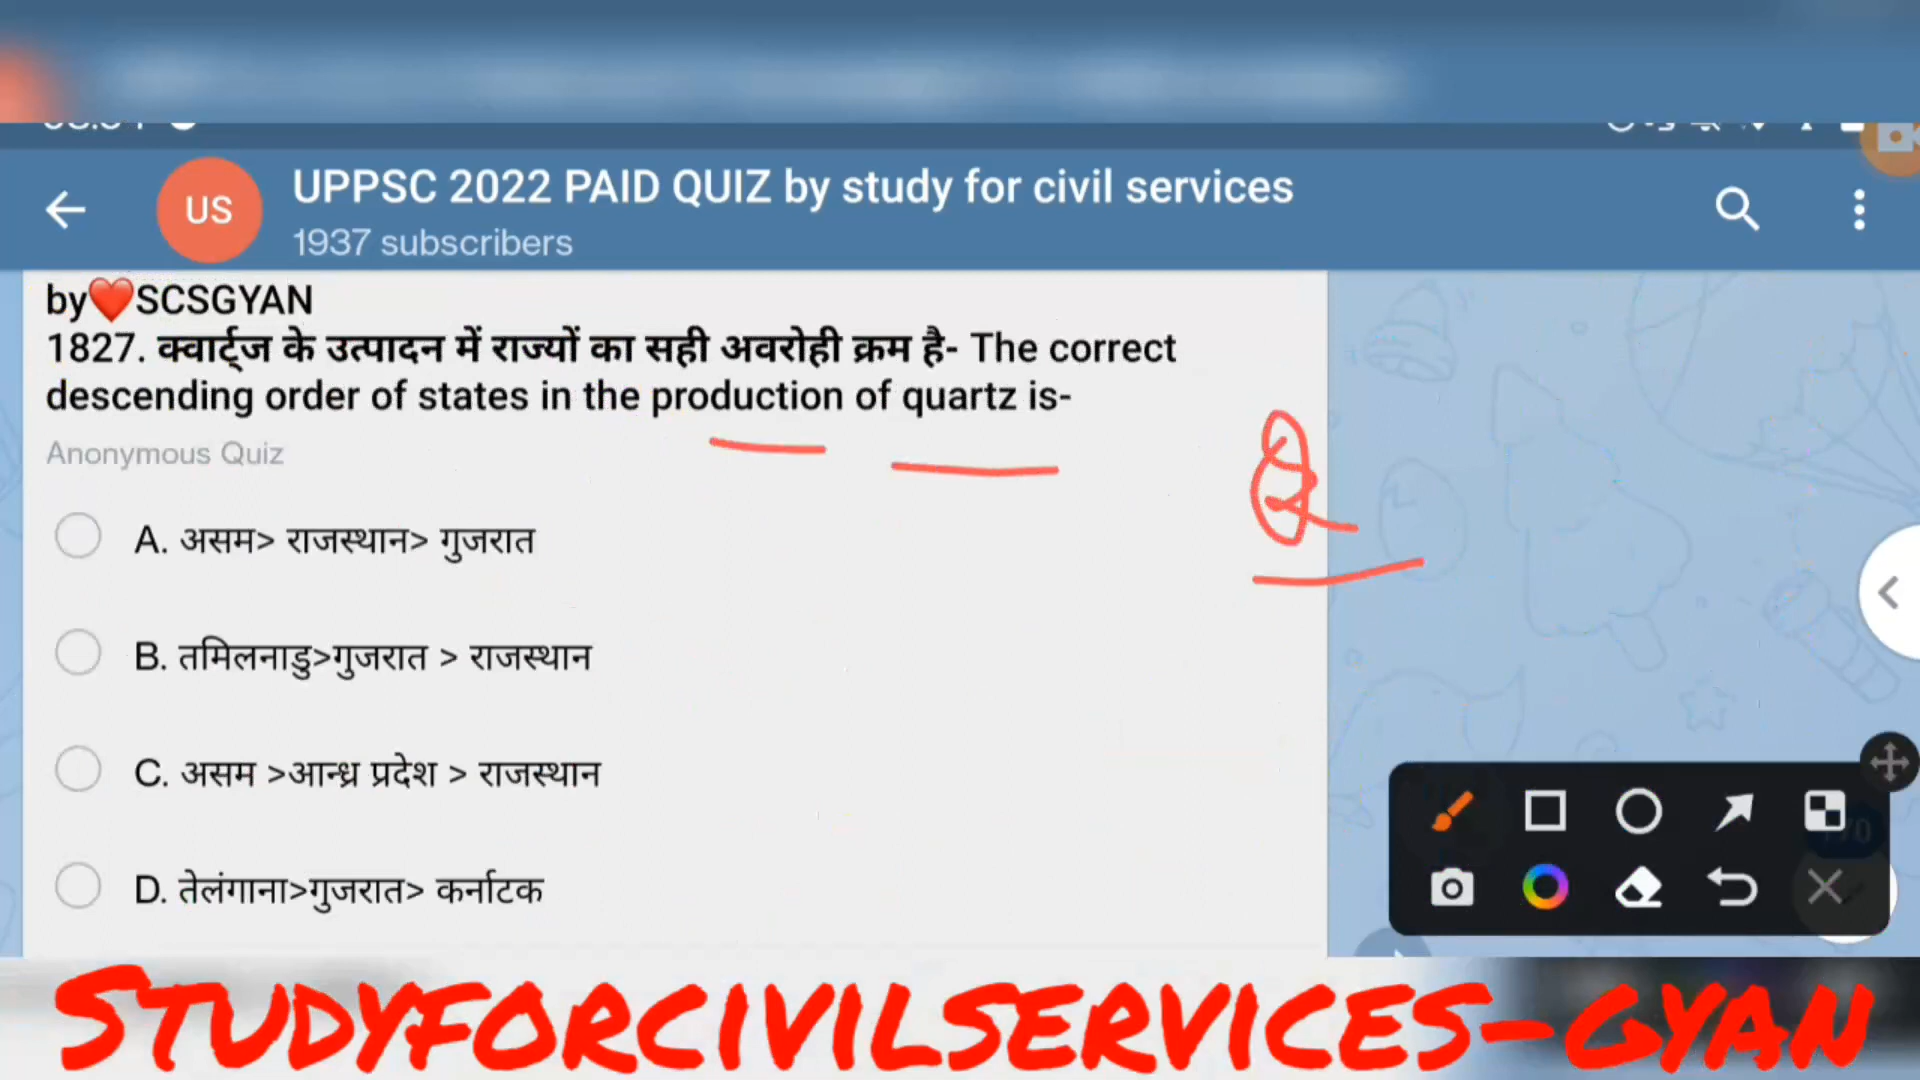 UPPSC 2022 PAID QUIZ by study for civil services
US
1937 subscribers
by❤️SCSGYAN
1827. क्वार्ट्ज के उत्पादन में राज्यों का सही अवरोही क्रम है- The correct
descending order of states in the production of quartz is-
Anonymous Quiz
A. असम> राजस्थान> गुजरात
B. तमिलनाडु>गुजरात > राजस्थान
C. असम >आन्ध्र प्रदेश > राजस्थान
D. तेलंगाना>गुजरात> कर्नाटक
STUDYFORCIVILSERVICES-GYAN